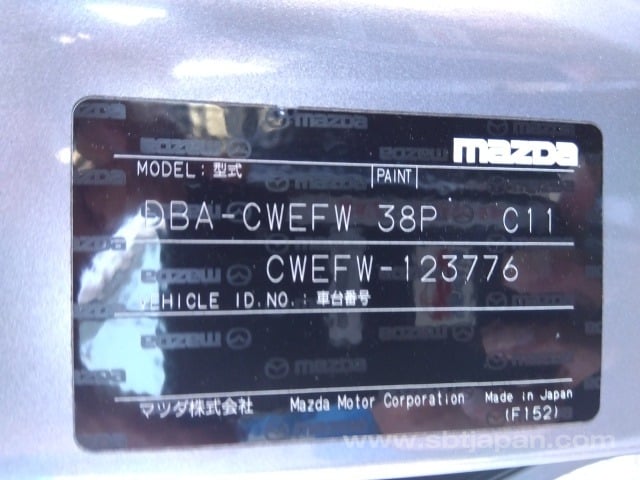 mazda
MODEL: 型式 PAINT
DBA-CWEFW 38P C11
CWEFW-123776
VEHICLE ID.NO.: 車台番号
マツダ株式会社 Mazda Motor Corporation Made in Japan
(F152)
www.sbtjapan.com